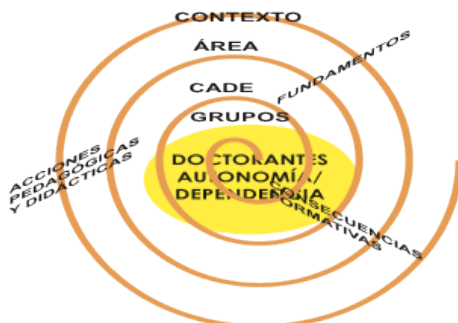 CONTEXTO
ÁREA
CADE
GRUPOS
FUNDAMENTOS
ACCIONES
PEDAGÓGICAS
Y DIDÁCTICAS
DOCTORANTES
AUTONOMÍA/
DEPENDENCIA
CONSECUENCIAS
FORMATIVAS